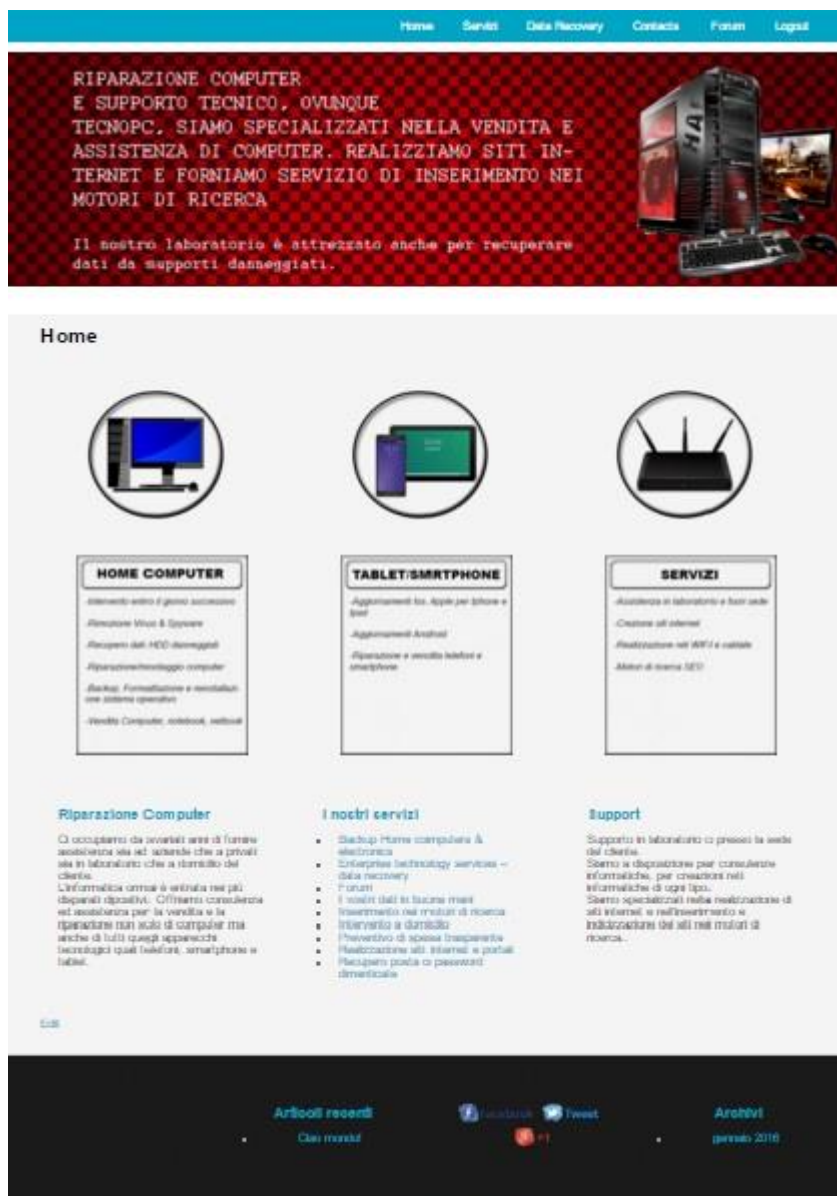 Home Servizi Data Recovery Contacts Forum Logout
RIPARAZIONE COMPUTER
E SUPPORTO TECNICO, OVUNQUE
TECNOPC, SIAMO SPECIALIZZATI NELLA VENDITA E
ASSISTENZA DI COMPUTER. REALIZZIAMO SITI IN-
TERNET E FORNIAMO SERVIZIO DI INSERIMENTO NEI
MOTORI DI RICERCA
Il nostro laboratorio è attrezzato anche per recuperare
dati da supporti danneggiati.
HAF
Home
HOME COMPUTER
-Intervento entro il giorno successivo
-Rimozione Virus & Spyware
-Recupero dati HDD danneggiati
-Riparazione/montaggio computer
-Backup, Formattazione e reinstallazi-
one sistema operativo
-Vendita Computer, notebook, netbook
TABLET/SMRTPHONE
-Aggiornamenti Ios, Apple per Iphone e
Ipad
-Aggiornamenti Android
-Riparazione e vendita telefoni e
smartphone
SERVIZI
-Assistenza in laboratorio e fuori sede
-Creazione siti internet
-Realizzazione reti WIFI e cablate
-Motori di ricerca SEO
Riparazione Computer
Ci occupiamo da svariati anni di fornire
assistenza sia ad aziende che a privati
sia in laboratorio che a domicilio del
cliente.
L'informatica ormai è entrata nei più
disparati dipositivi. Offriamo consulenza
ed assistenza per la vendita e la
riparazione non solo di computer ma
anche di tutti quegli apparecchi
tecnologici quali telefoni, smartphone e
tablet.
I nostri servizi
Backup Home computers &
electronics
Enterprise technology services –
data recovery
Forum
I vostri dati in buone mani
Inserimento nei motori di ricerca
Intervento a domicilio
Preventivo di spesa trasparente
Realizzazione siti internet e portali
Recupero posta o password
dimenticate
Support
Supporto in laboratorio o presso la sede
del cliente.
Siamo a disposizione per consulenze
informatiche, per creazioni reti
informatiche di ogni tipo.
Siamo specializzati nella realizzazione di
siti internet e nell'inserimento e
indicizzazione dei siti nei motori di
ricerca.
Edit
Articoli recenti
Ciao mondo!
Facebook Tweet
+1
Archivi
gennaio 2016